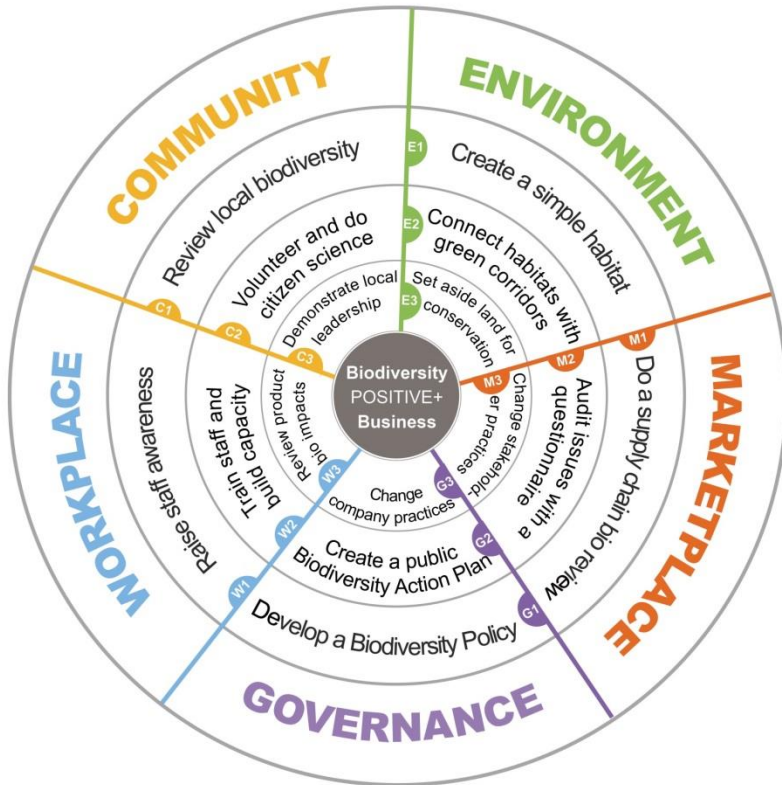 COMMUNITY
C1
Review local biodiversity
C2
Volunteer and do
citizen science
C3
Demonstrate local
leadership
ENVIRONMENT
E1
Create a simple habitat
E2
Connect habitats with
green corridors
E3
Set aside land for
conservation
MARKETPLACE
M1
Do a supply chain bio review
M2
Audit issues with a
questionnaire
M3
Change stakehold-
er practices
GOVERNANCE
G1
Develop a Biodiversity Policy
G2
Create a public
Biodiversity Action Plan
G3
Change
company practices
WORKPLACE
W1
Raise staff awareness
W2
Train staff and
build capacity
W3
Review product
bio impacts
Biodiversity
POSITIVE+
Business